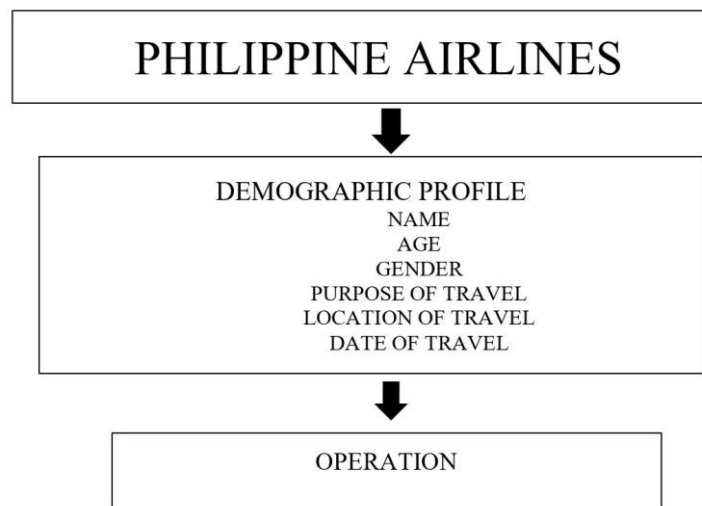 PHILIPPINE AIRLINES
DEMOGRAPHIC PROFILE
NAME
AGE
GENDER
PURPOSE OF TRAVEL
LOCATION OF TRAVEL
DATE OF TRAVEL
OPERATION